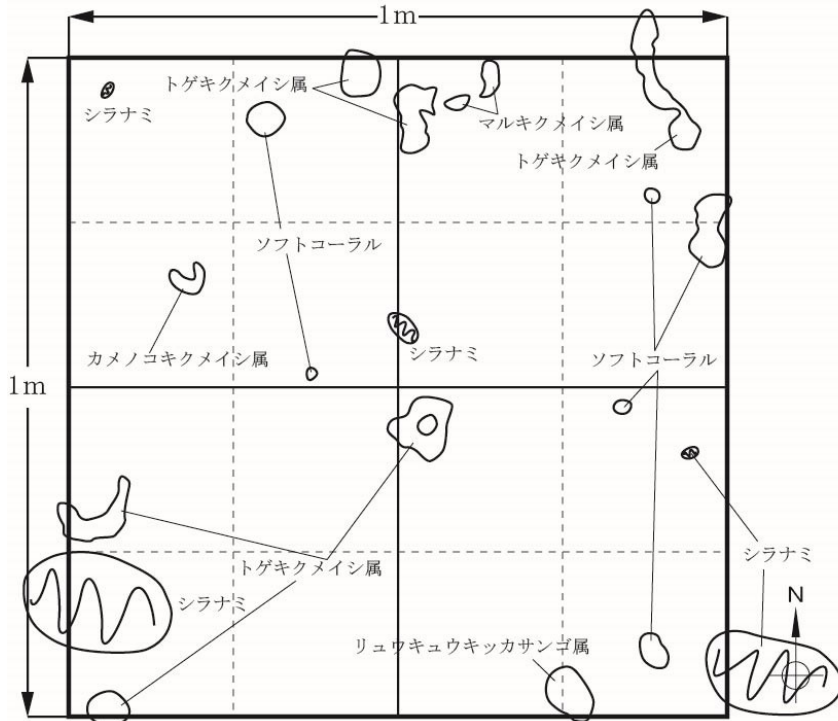 1m
トゲキクメイシ属
シラナミ
マルキクメイシ属
トゲキクメイシ属
ソフトコーラル
カメノコキクメイシ属
シラナミ
ソフトコーラル
1m
トゲキクメイシ属
シラナミ
シラナミ
N
リュウキュウキッカサンゴ属